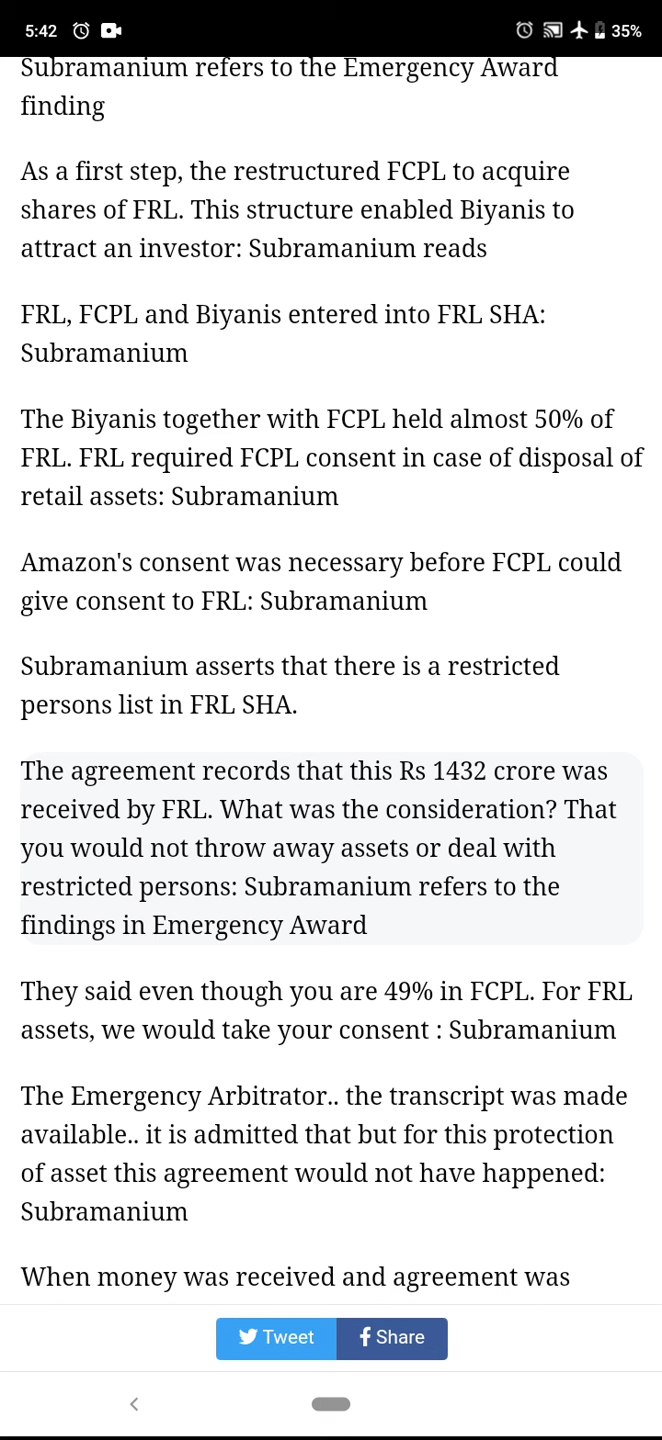 5:42
35%
Subramanium refers to the Emergency Award
finding
As a first step, the restructured FCPL to acquire
shares of FRL. This structure enabled Biyanis to
attract an investor: Subramanium reads
FRL, FCPL and Biyanis entered into FRL SHA:
Subramanium
The Biyanis together with FCPL held almost 50% of
FRL. FRL required FCPL consent in case of disposal of
retail assets: Subramanium
Amazon's consent was necessary before FCPL could
give consent to FRL: Subramanium
Subramanium asserts that there is a restricted
persons list in FRL SHA.
The agreement records that this Rs 1432 crore was
received by FRL. What was the consideration? That
you would not throw away assets or deal with
restricted persons: Subramanium refers to the
findings in Emergency Award
They said even though you are 49% in FCPL. For FRL
assets, we would take your consent : Subramanium
The Emergency Arbitrator.. the transcript was made
available.. it is admitted that but for this protection
of asset this agreement would not have happened:
Subramanium
When money was received and agreement was
Tweet
Share